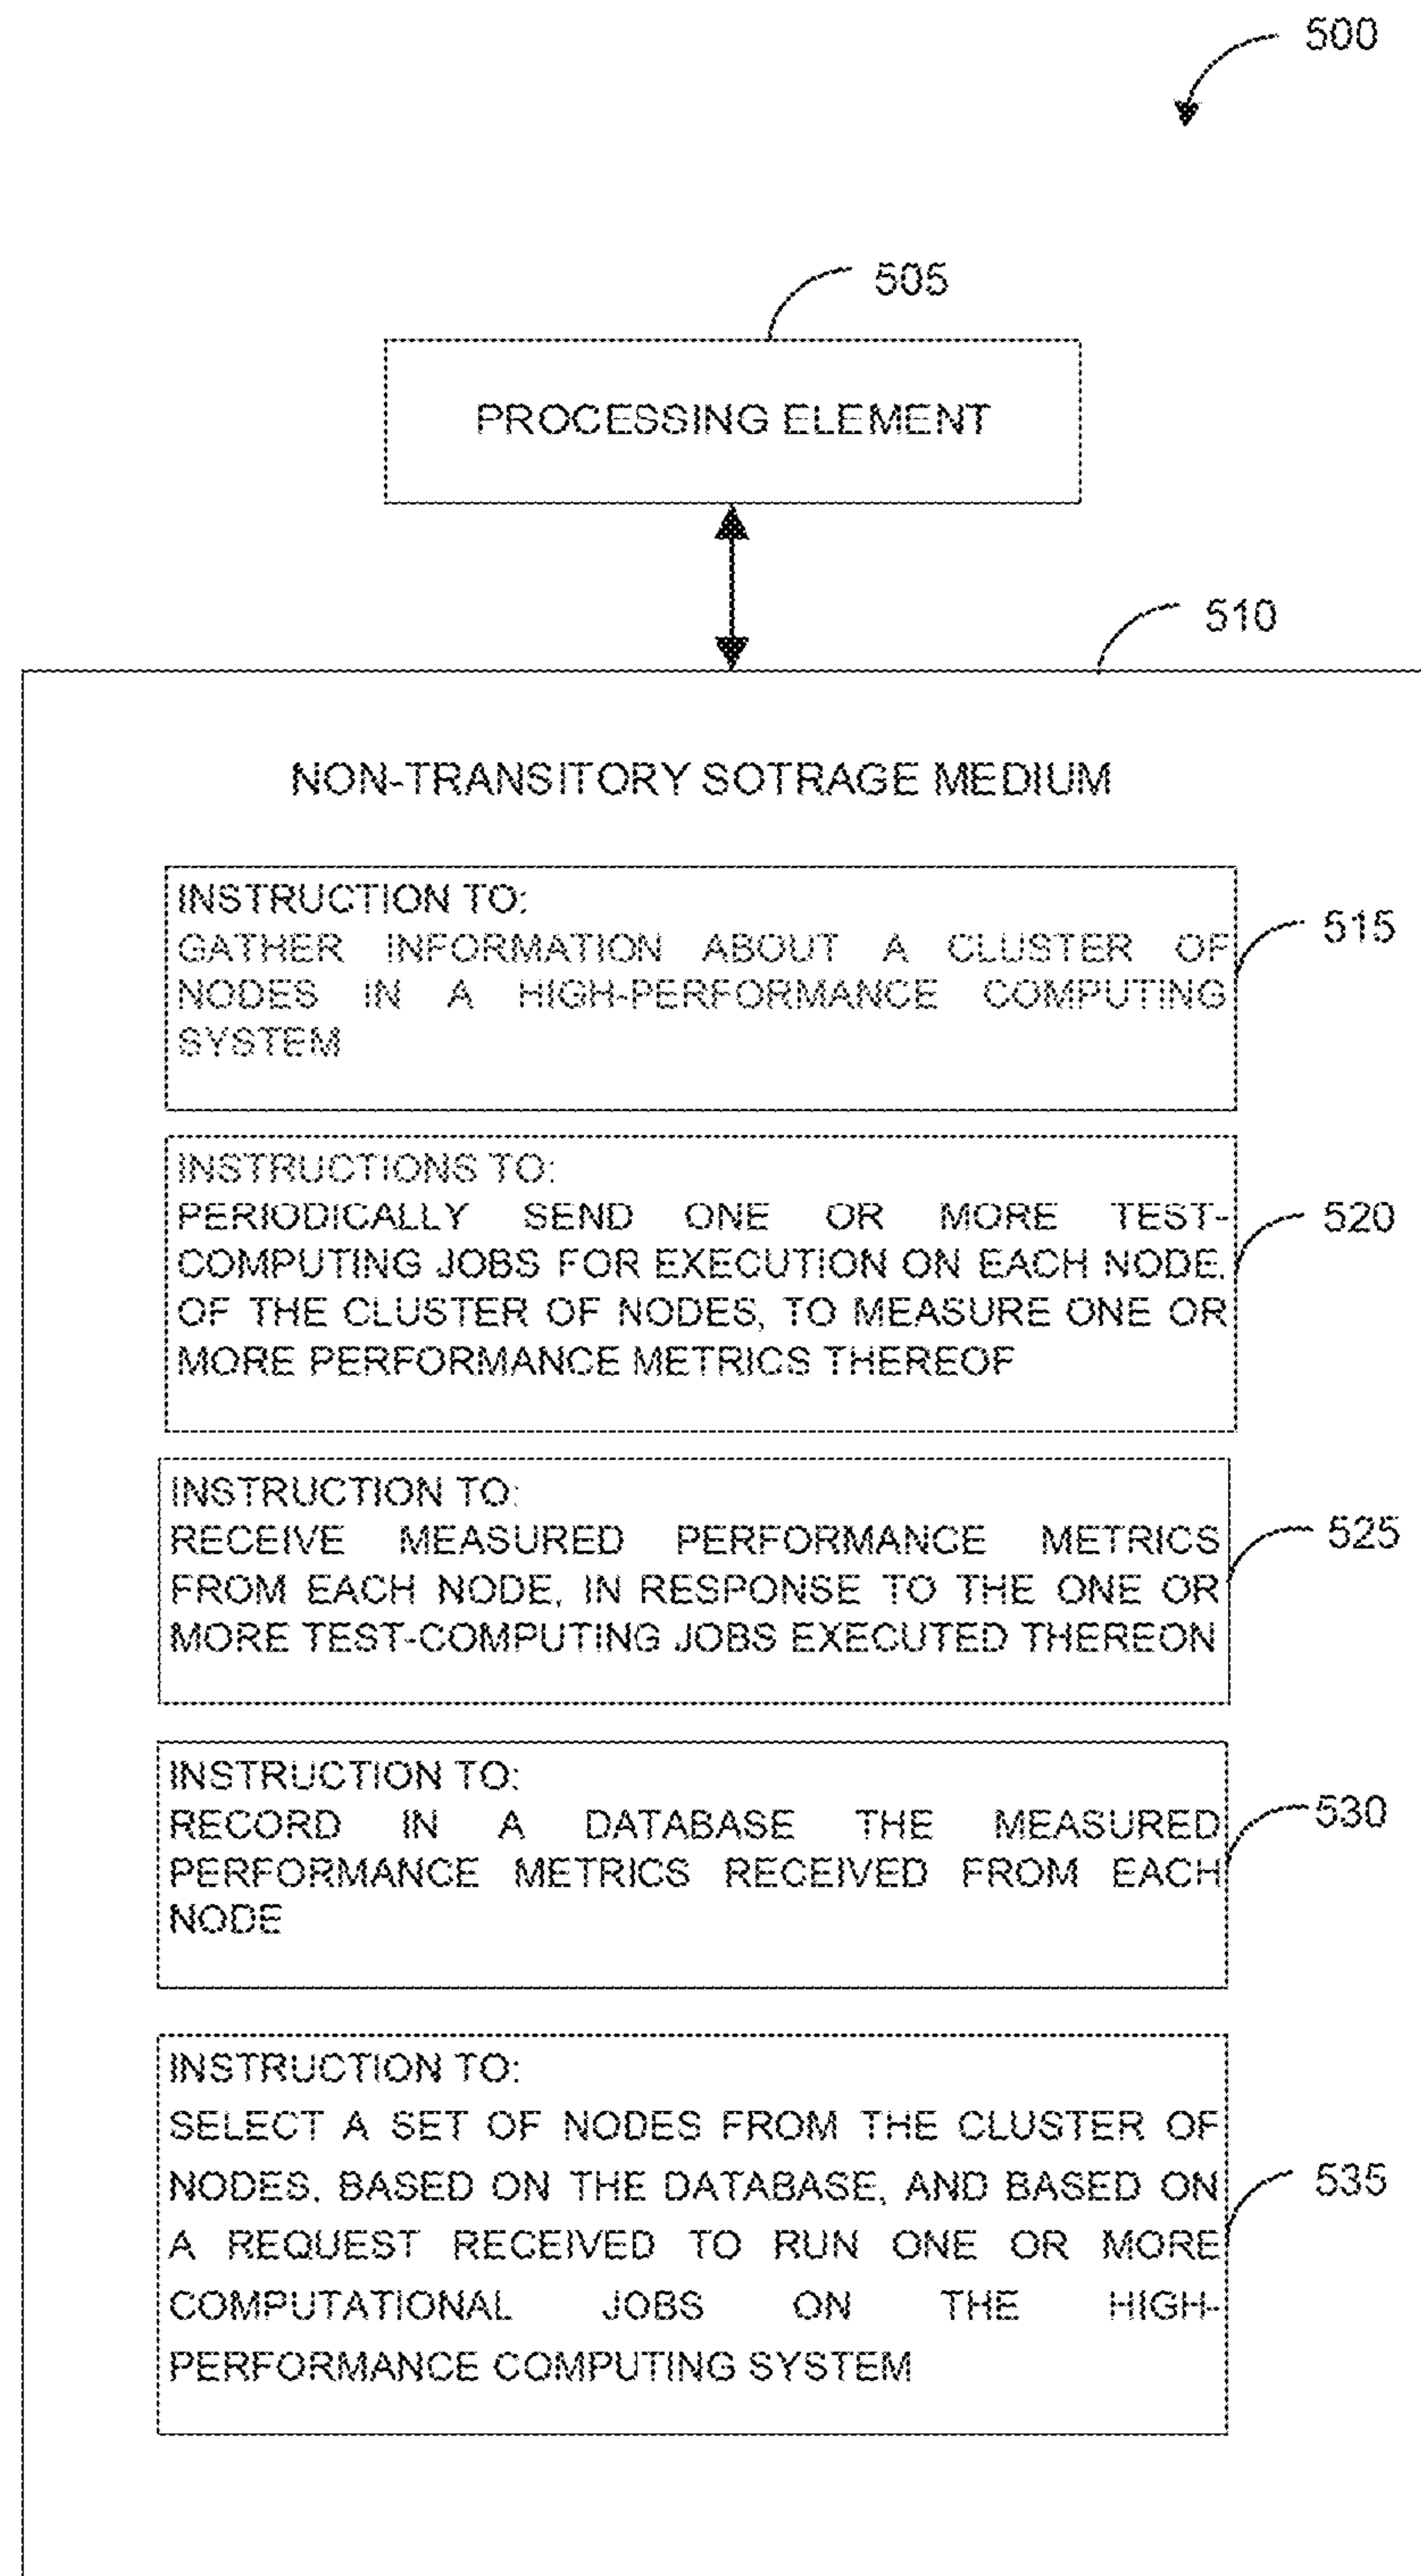 500
505
PROCESSING ELEMENT
510
NON-TRANSITORY SOTRAGE MEDIUM
INSTRUCTION TO:
GATHER INFORMATION ABOUT A CLUSTER OF
NODES IN A HIGH-PERFORMANCE COMPUTING
SYSTEM
515
INSTRUCTIONS TO:
PERIODICALLY SEND ONE OR MORE TEST-
COMPUTING JOBS FOR EXECUTION ON EACH NODE,
OF THE CLUSTER OF NODES, TO MEASURE ONE OR
MORE PERFORMANCE METRICS THEREOF
520
INSTRUCTION TO:
RECEIVE MEASURED PERFORMANCE METRICS
FROM EACH NODE, IN RESPONSE TO THE ONE OR
MORE TEST-COMPUTING JOBS EXECUTED THEREON
525
INSTRUCTION TO:
RECORD IN A DATABASE THE MEASURED
PERFORMANCE METRICS RECEIVED FROM EACH
NODE
530
INSTRUCTION TO:
SELECT A SET OF NODES FROM THE CLUSTER OF
NODES, BASED ON THE DATABASE, AND BASED ON
A REQUEST RECEIVED TO RUN ONE OR MORE
COMPUTATIONAL JOBS ON THE HIGH-
PERFORMANCE COMPUTING SYSTEM
535